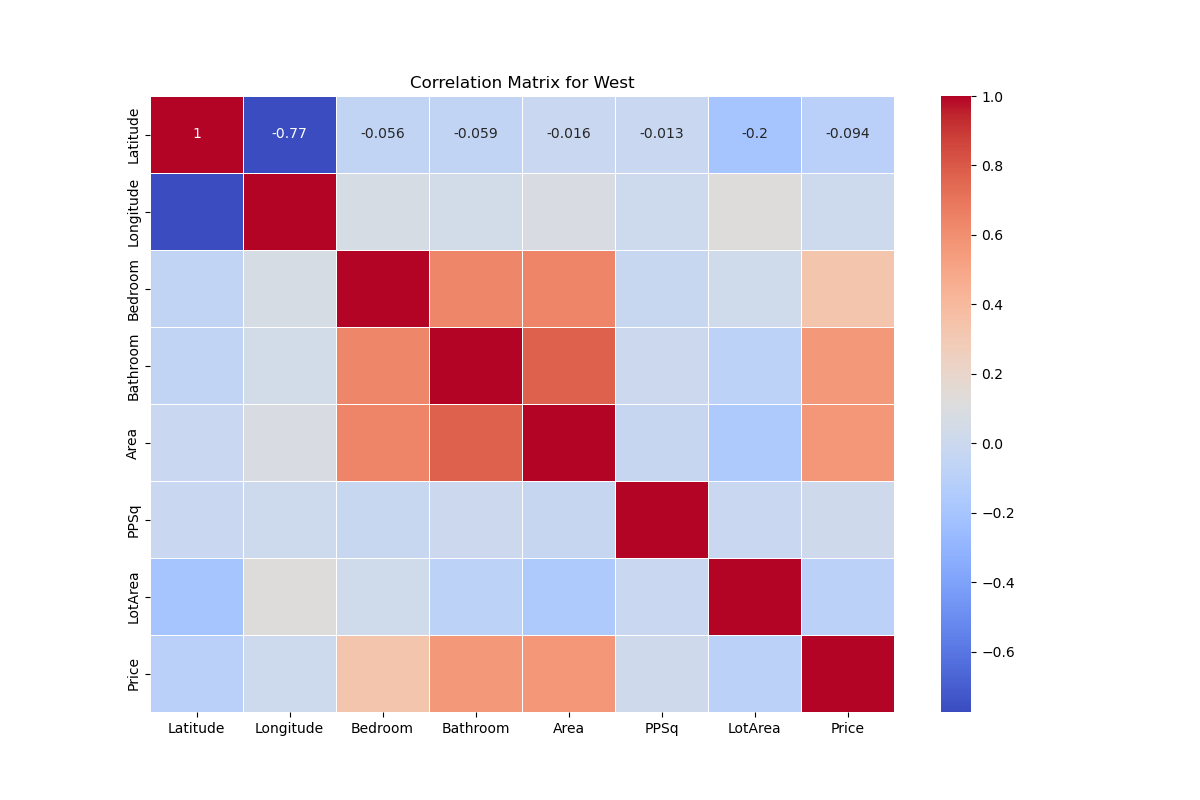 Correlation Matrix for West
Latitude 1 -0.77 -0.056 -0.059 -0.016 -0.013 -0.2 -0.094
Longitude
Bedroom
Bathroom
Area
PPSq
LotArea
Price
Latitude Longitude Bedroom Bathroom Area PPSq LotArea Price
1.0
0.8
0.6
0.4
0.2
0.0
−0.2
−0.4
−0.6